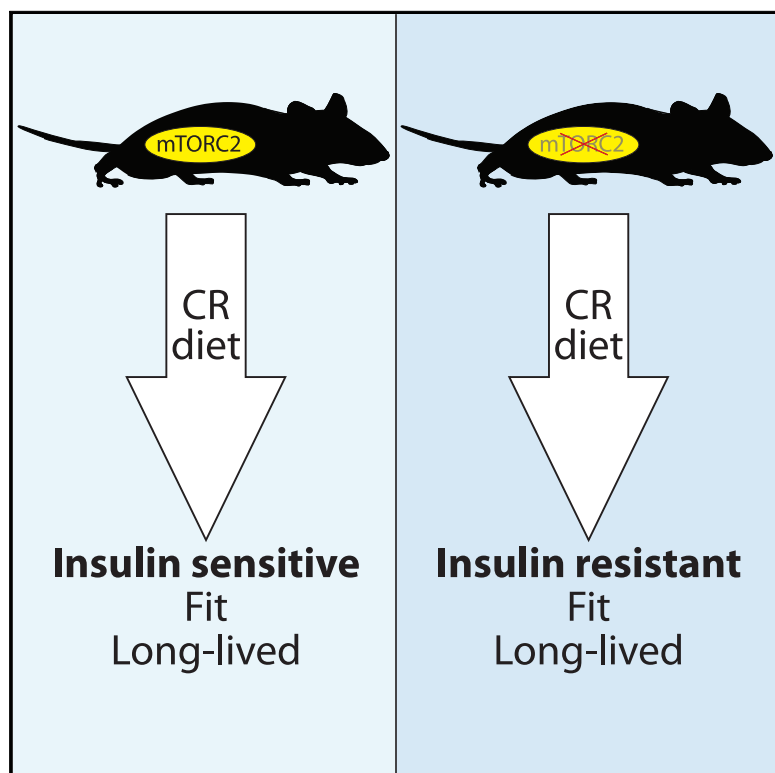 mTORC2
CR
diet
Insulin sensitive
Fit
Long-lived
mTORC2
CR
diet
Insulin resistant
Fit
Long-lived